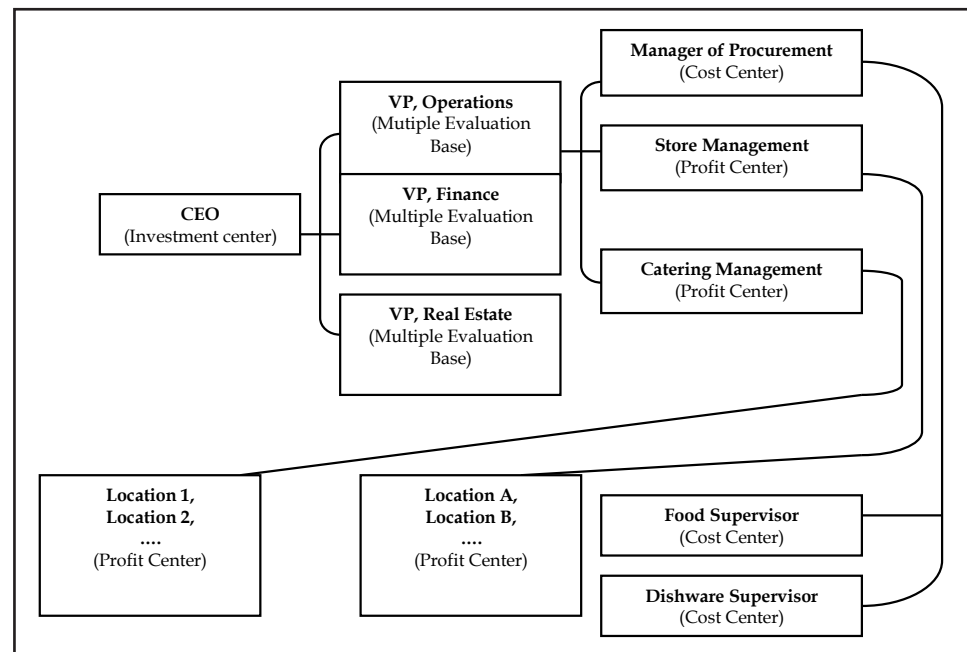 Manager of Procurement
(Cost Center)
VP, Operations
(Mutiple Evaluation
Base)
Store Management
(Profit Center)
VP, Finance
(Multiple Evaluation
Base)
CEO
(Investment center)
Catering Management
(Profit Center)
VP, Real Estate
(Multiple Evaluation
Base)
Location 1,
Location 2,
....
(Profit Center)
Location A,
Location B,
....
(Profit Center)
Food Supervisor
(Cost Center)
Dishware Supervisor
(Cost Center)